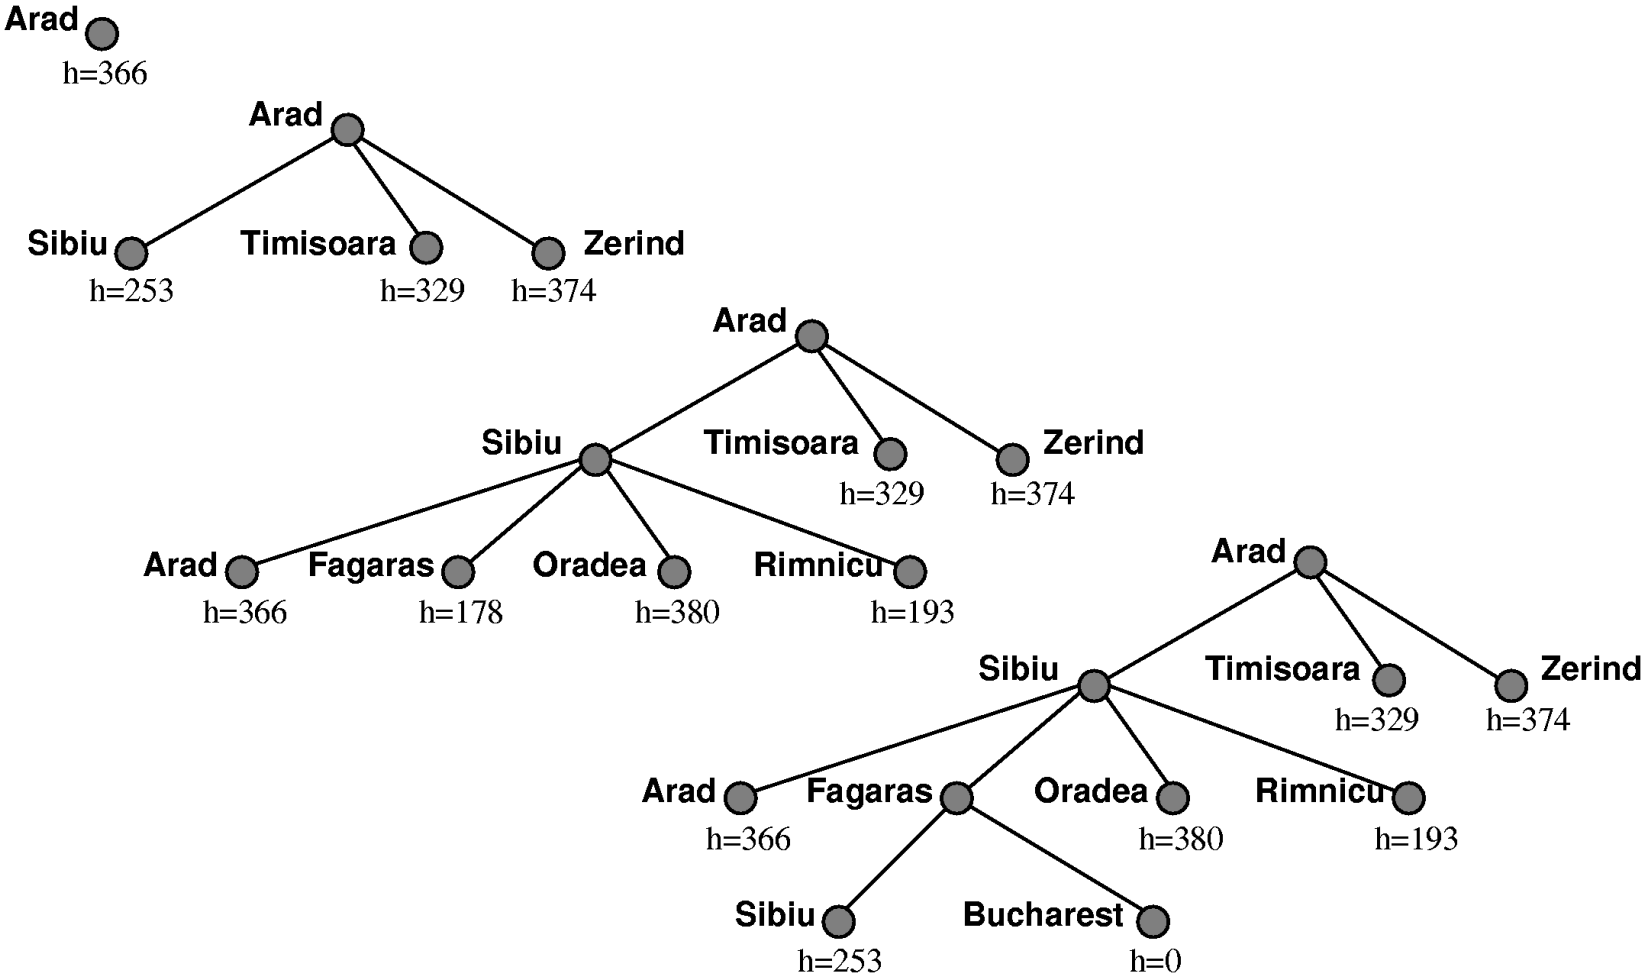 Arad
h=366
Arad
Sibiu Timisoara Zerind
h=253 h=329 h=374
Arad
Sibiu Timisoara Zerind
h=329 h=374
Arad Fagaras Oradea Rimnicu
h=366 h=178 h=380 h=193
Arad
Sibiu Timisoara Zerind
h=329 h=374
Arad Fagaras Oradea Rimnicu
h=366 h=380 h=193
Sibiu Bucharest
h=253 h=0